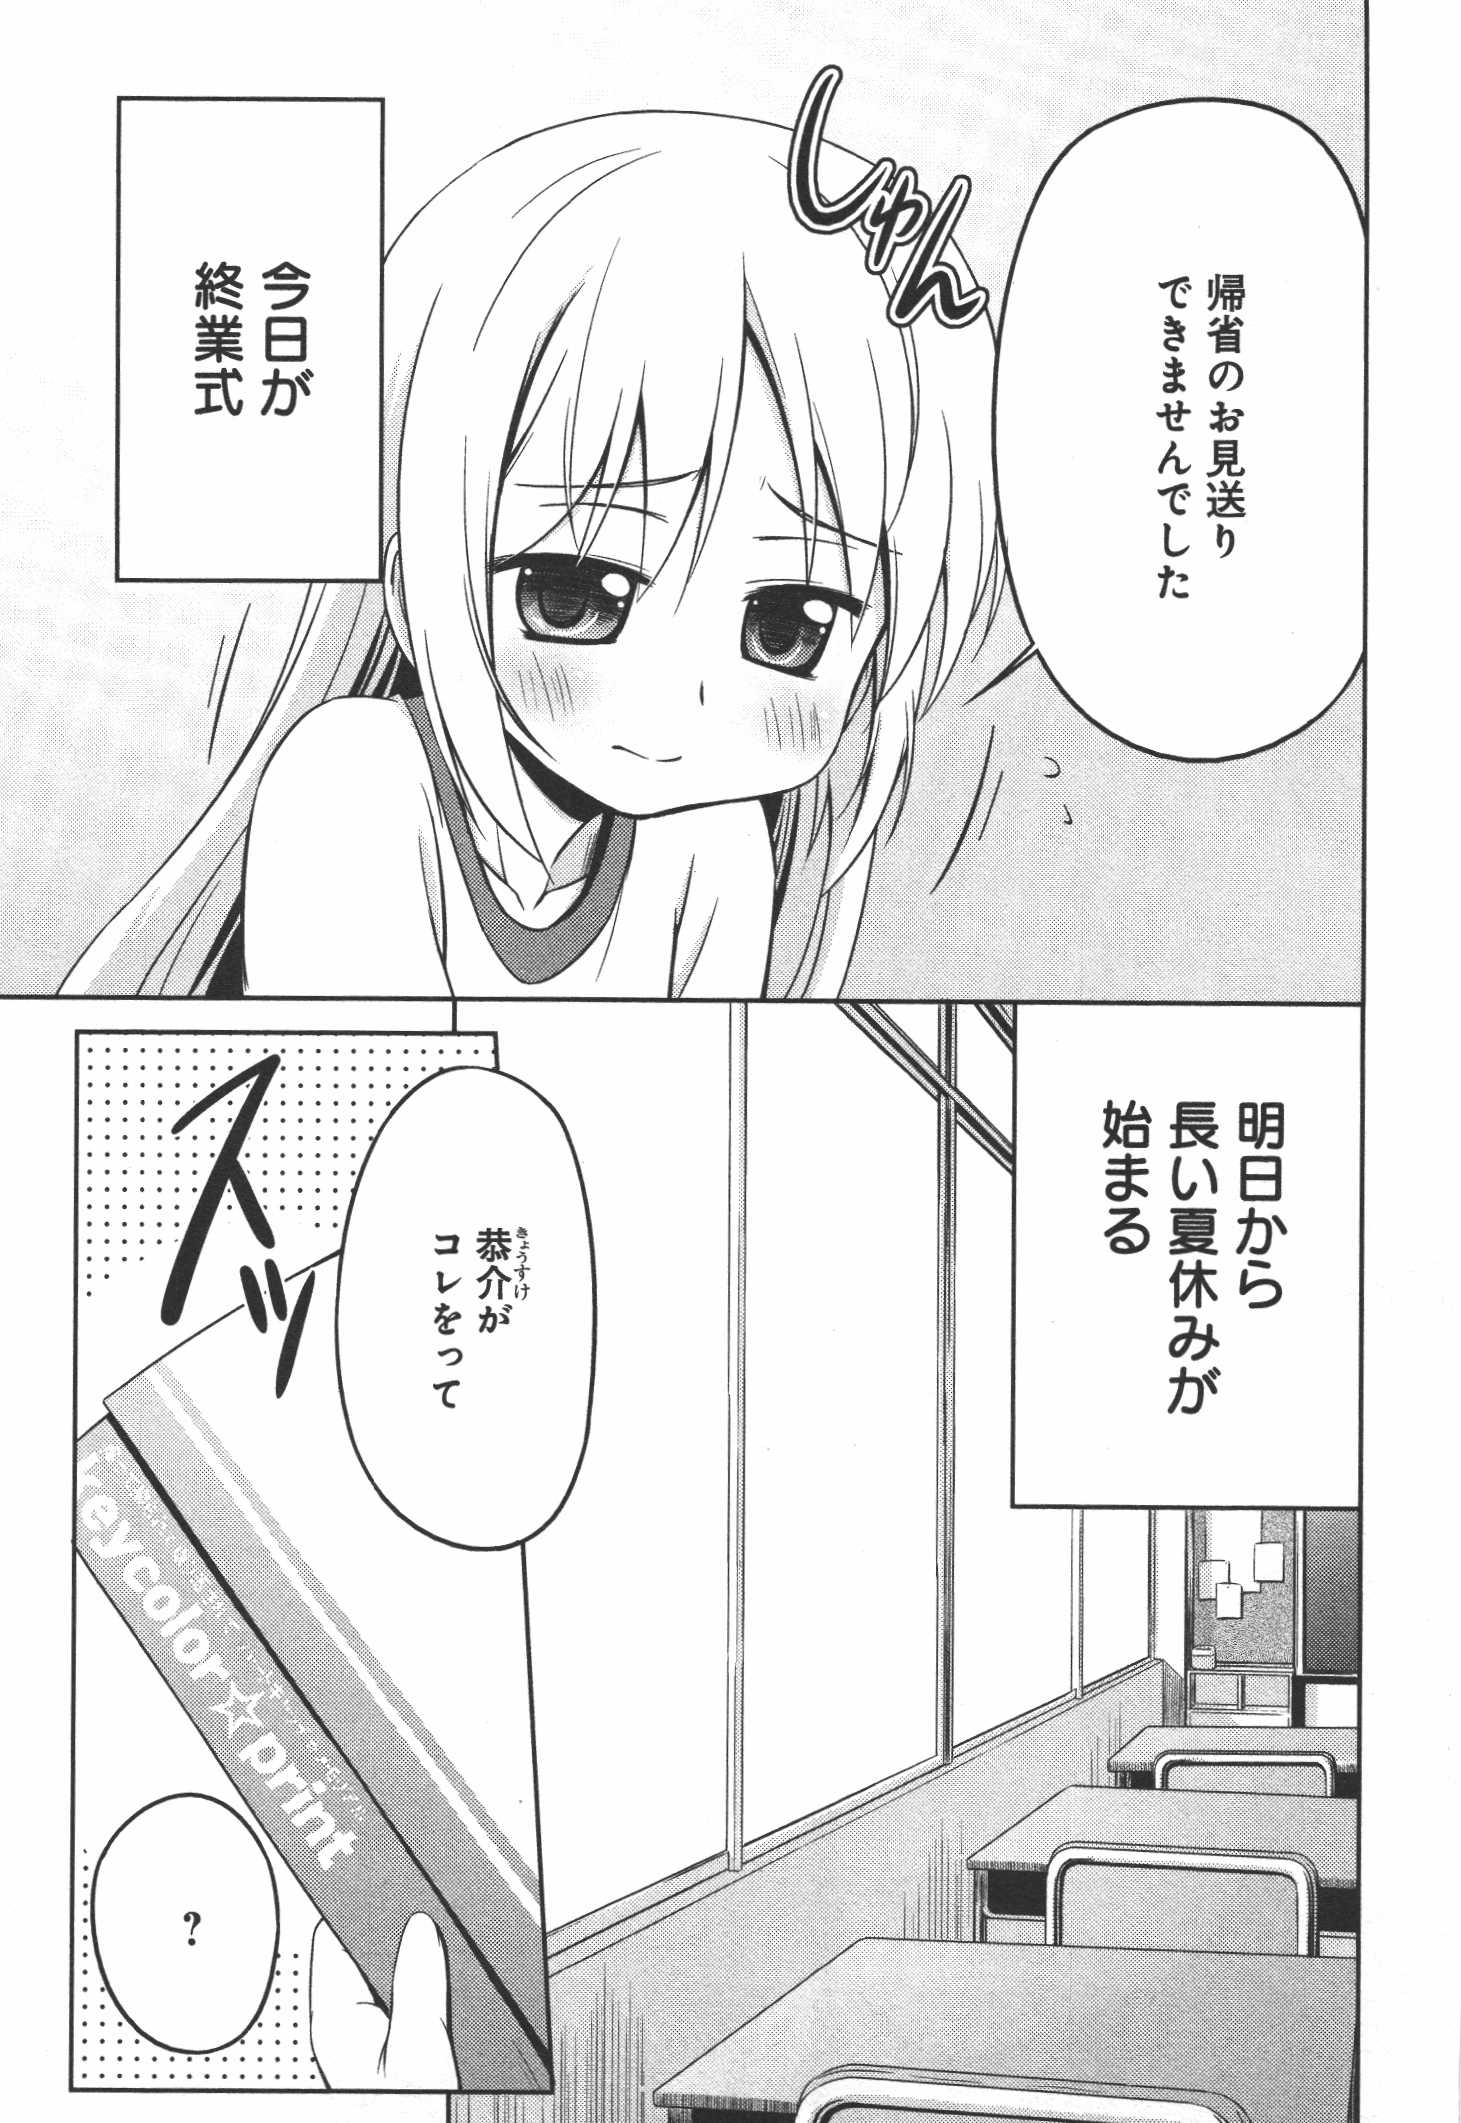 帰省のお見送り
できませんでした
しゅん
今日が
終業式
明日から
長い夏休みが
始まる
恭介が
きょうすけ
コレをって
スッ
keycolor☆print
?